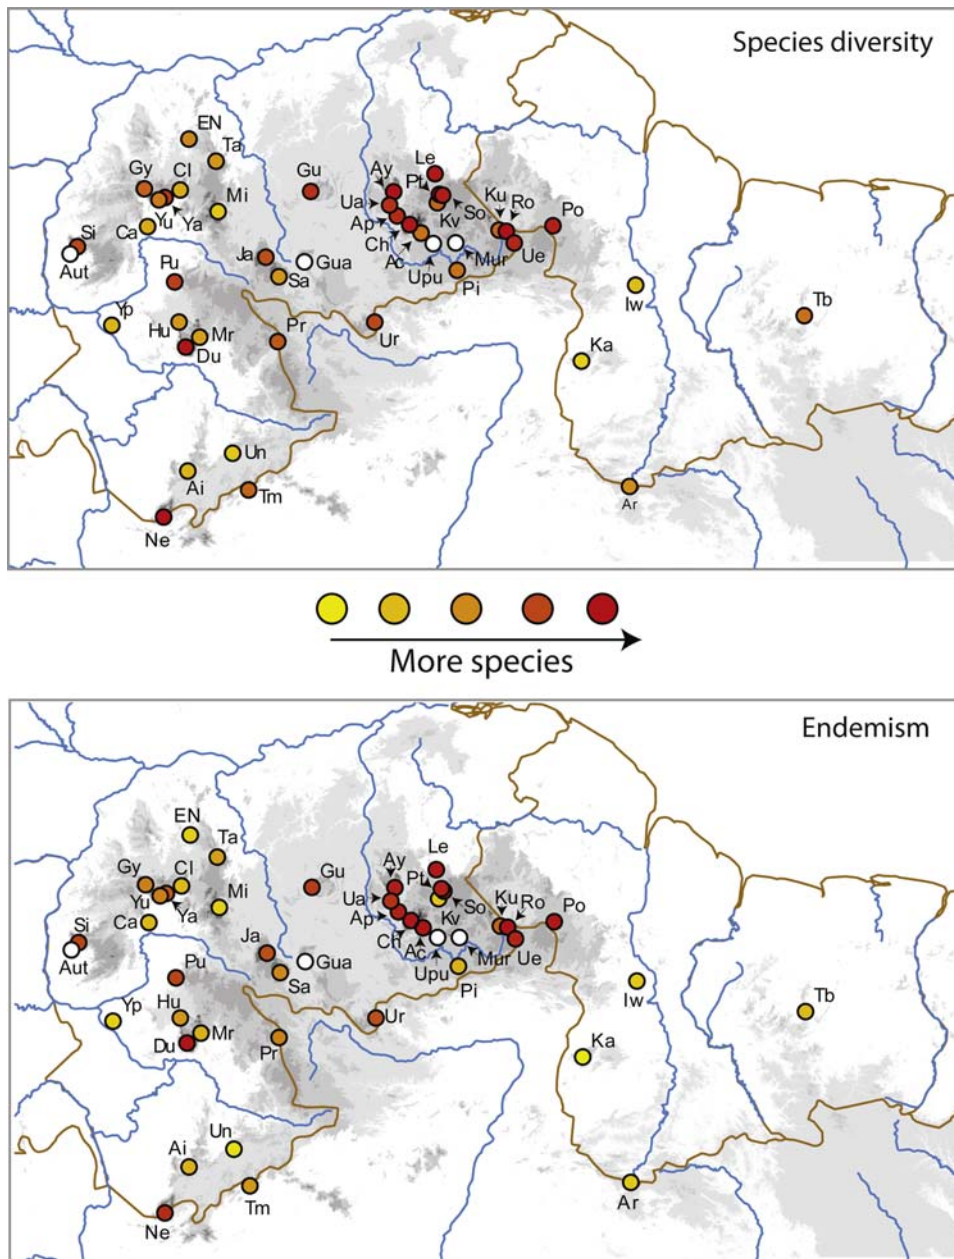 Species diversity
EN
Ta
Gy
Cl
Gu
Ay
Pt
Le
Ua
Ku
Ro
Mi
Yu
Ya
Ap
So
Po
Ca
Kv
Si
Ch
Ac
Mur
Ue
Aut
Ja
Gua
Upu
Pu
Sa
Pi
Iw
Tb
Yp
Hu
Mr
Pr
Ur
Du
Ka
Un
Ai
Tm
Ar
Ne
More species
Endemism
EN
Ta
Le
Gy
Cl
Gu
Ay
Pt
Mi
Ua
Ku
Ro
Yu
Ya
Ap
So
Po
Ca
Kv
Si
Ch
Ac
Mur
Ue
Aut
Ja
Gua
Upu
Pu
Sa
Pi
Iw
Tb
Yp
Hu
Mr
Ur
Du
Pr
Ka
Un
Ai
Tm
Ar
Ne